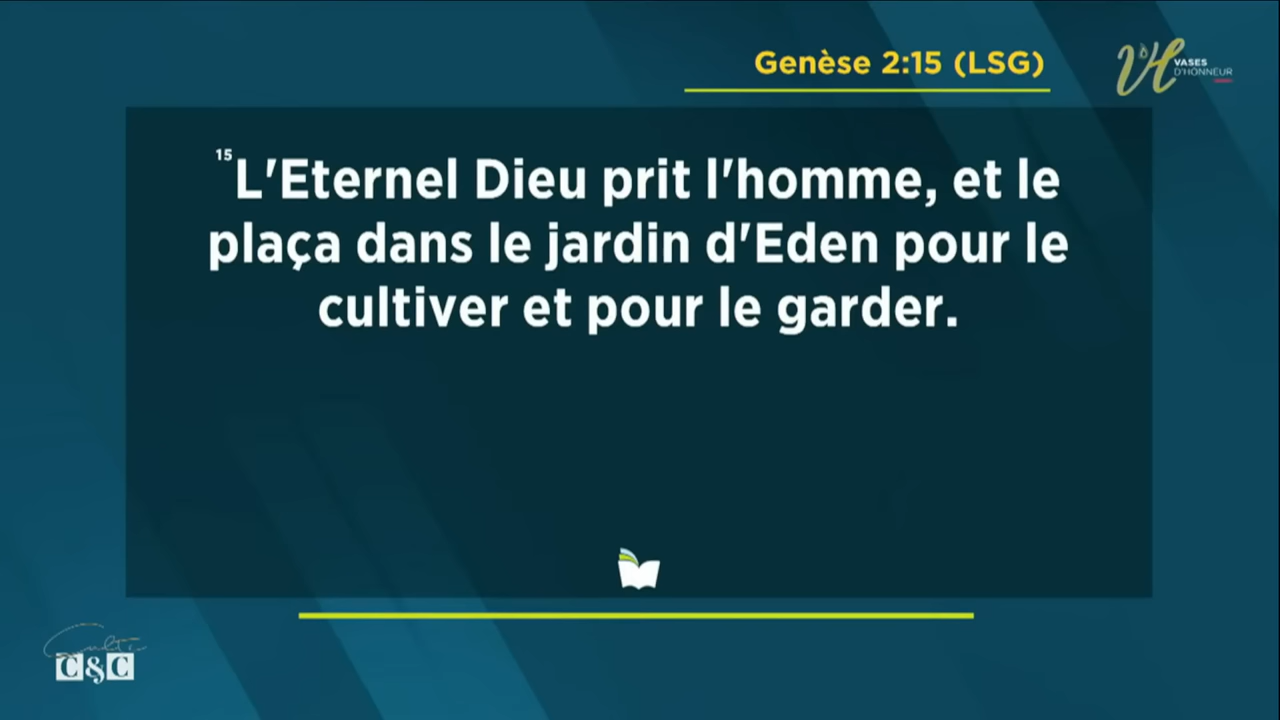 Genèse 2:15 (LSG)
VASES
D'HONNEUR
15 L'Eternel Dieu prit l'homme, et le
plaça dans le jardin d'Eden pour le
cultiver et pour le garder.
Culte
C&C